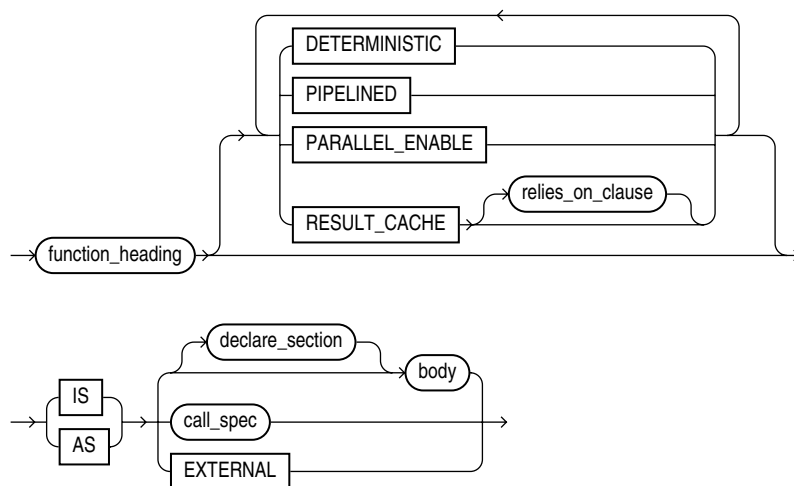 DETERMINISTIC
PIPELINED
PARALLEL_ENABLE
relies_on_clause
RESULT_CACHE
function_heading
declare_section
body
IS
call_spec
AS
EXTERNAL